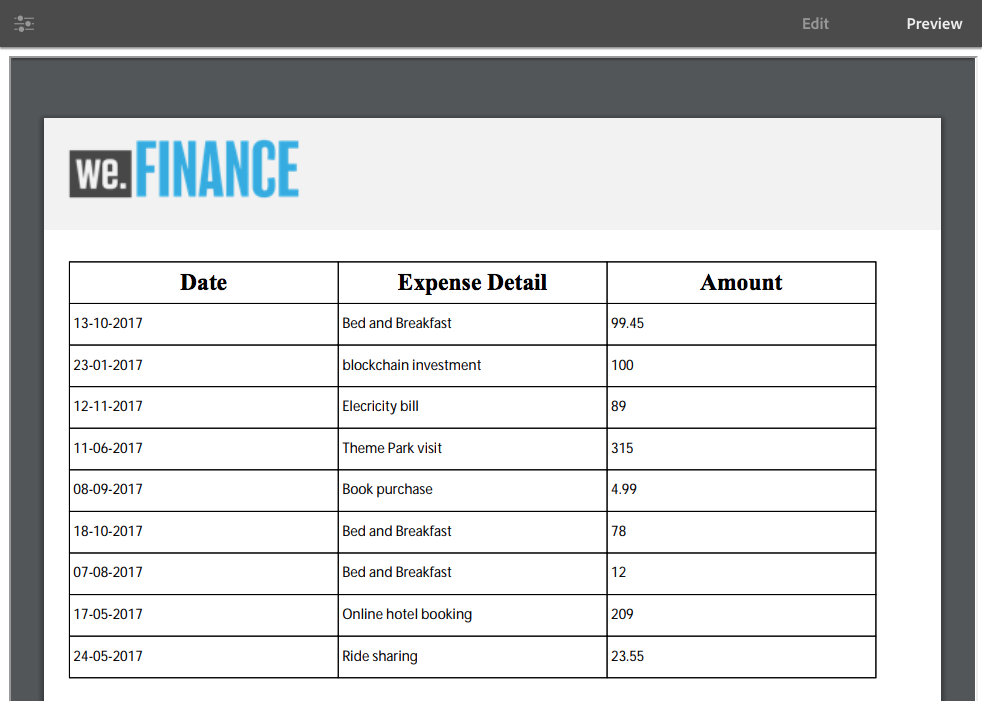 Edit Preview
we.FINANCE
Date Expense Detail Amount
13-10-2017 Bed and Breakfast 99.45
23-01-2017 blockchain investment 100
12-11-2017 Elecricity bill 89
11-06-2017 Theme Park visit 315
08-09-2017 Book purchase 4.99
18-10-2017 Bed and Breakfast 78
07-08-2017 Bed and Breakfast 12
17-05-2017 Online hotel booking 209
24-05-2017 Ride sharing 23.55